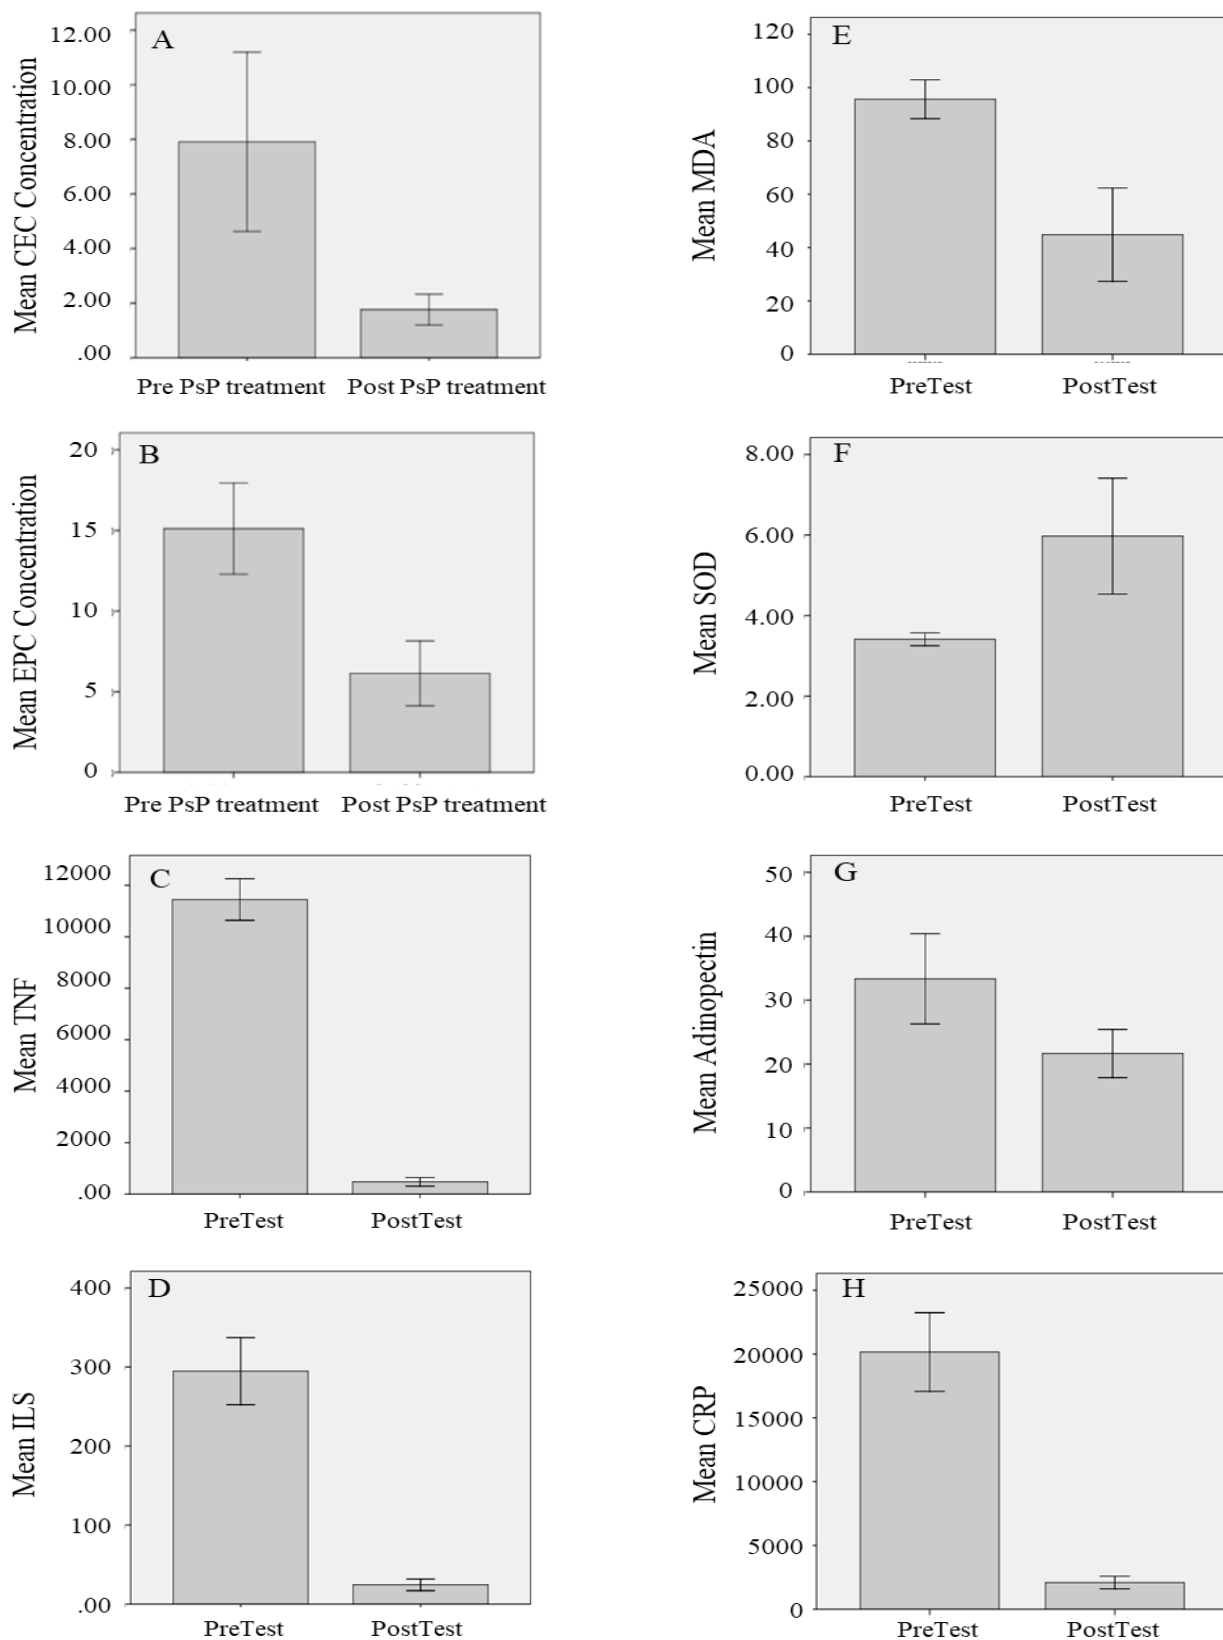 A
Mean CEC Concentration
12.00
10.00
8.00
6.00
4.00
2.00
.00
Pre PsP treatment Post PsP treatment
B
Mean EPC Concentration
20
15
10
5
0
Pre PsP treatment Post PsP treatment
C
Mean TNF
12000
10000
8000
6000
4000
2000
.00
PreTest PostTest
D
Mean ILS
400
300
200
100
.00
PreTest PostTest
E
Mean MDA
120
100
80
60
40
20
0
PreTest PostTest
F
Mean SOD
8.00
6.00
4.00
2.00
0.00
PreTest PostTest
G
Mean Adinopectin
50
40
30
20
10
0
PreTest PostTest
H
Mean CRP
25000
20000
15000
10000
5000
0
PreTest PostTest